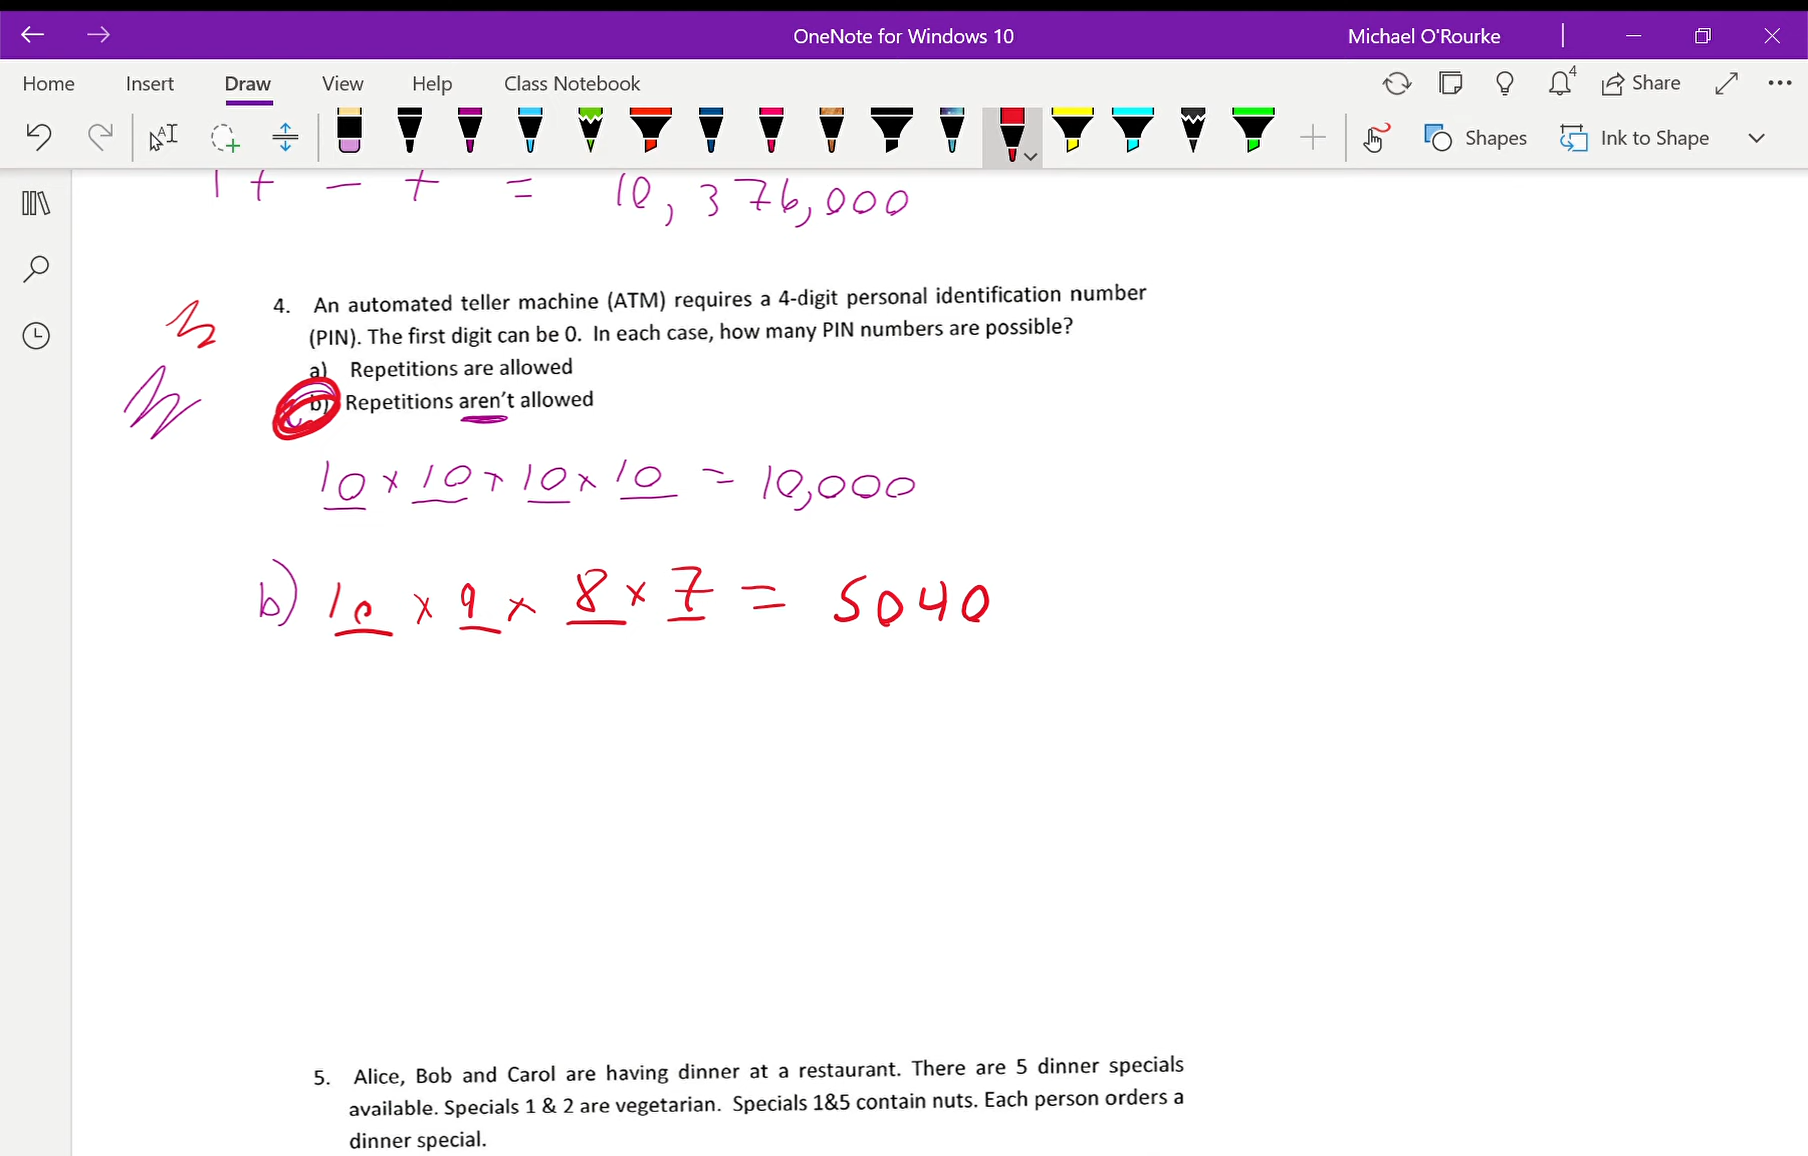 OneNote for Windows 10
Michael O'Rourke
Home Insert Draw View Help Class Notebook
4
Share
Shapes
Ink to Shape
= 10,376,000
4. An automated teller machine (ATM) requires a 4-digit personal identification number
(PIN). The first digit can be 0. In each case, how many PIN numbers are possible?
a) Repetitions are allowed
b) Repetitions aren't allowed
10 × 10 × 10 × 10 = 10,000
b) 10 × 9 × 8 × 7 = 5040
5. Alice, Bob and Carol are having dinner at a restaurant. There are 5 dinner specials
available. Specials 1 & 2 are vegetarian. Specials 1&5 contain nuts. Each person orders a
dinner special.